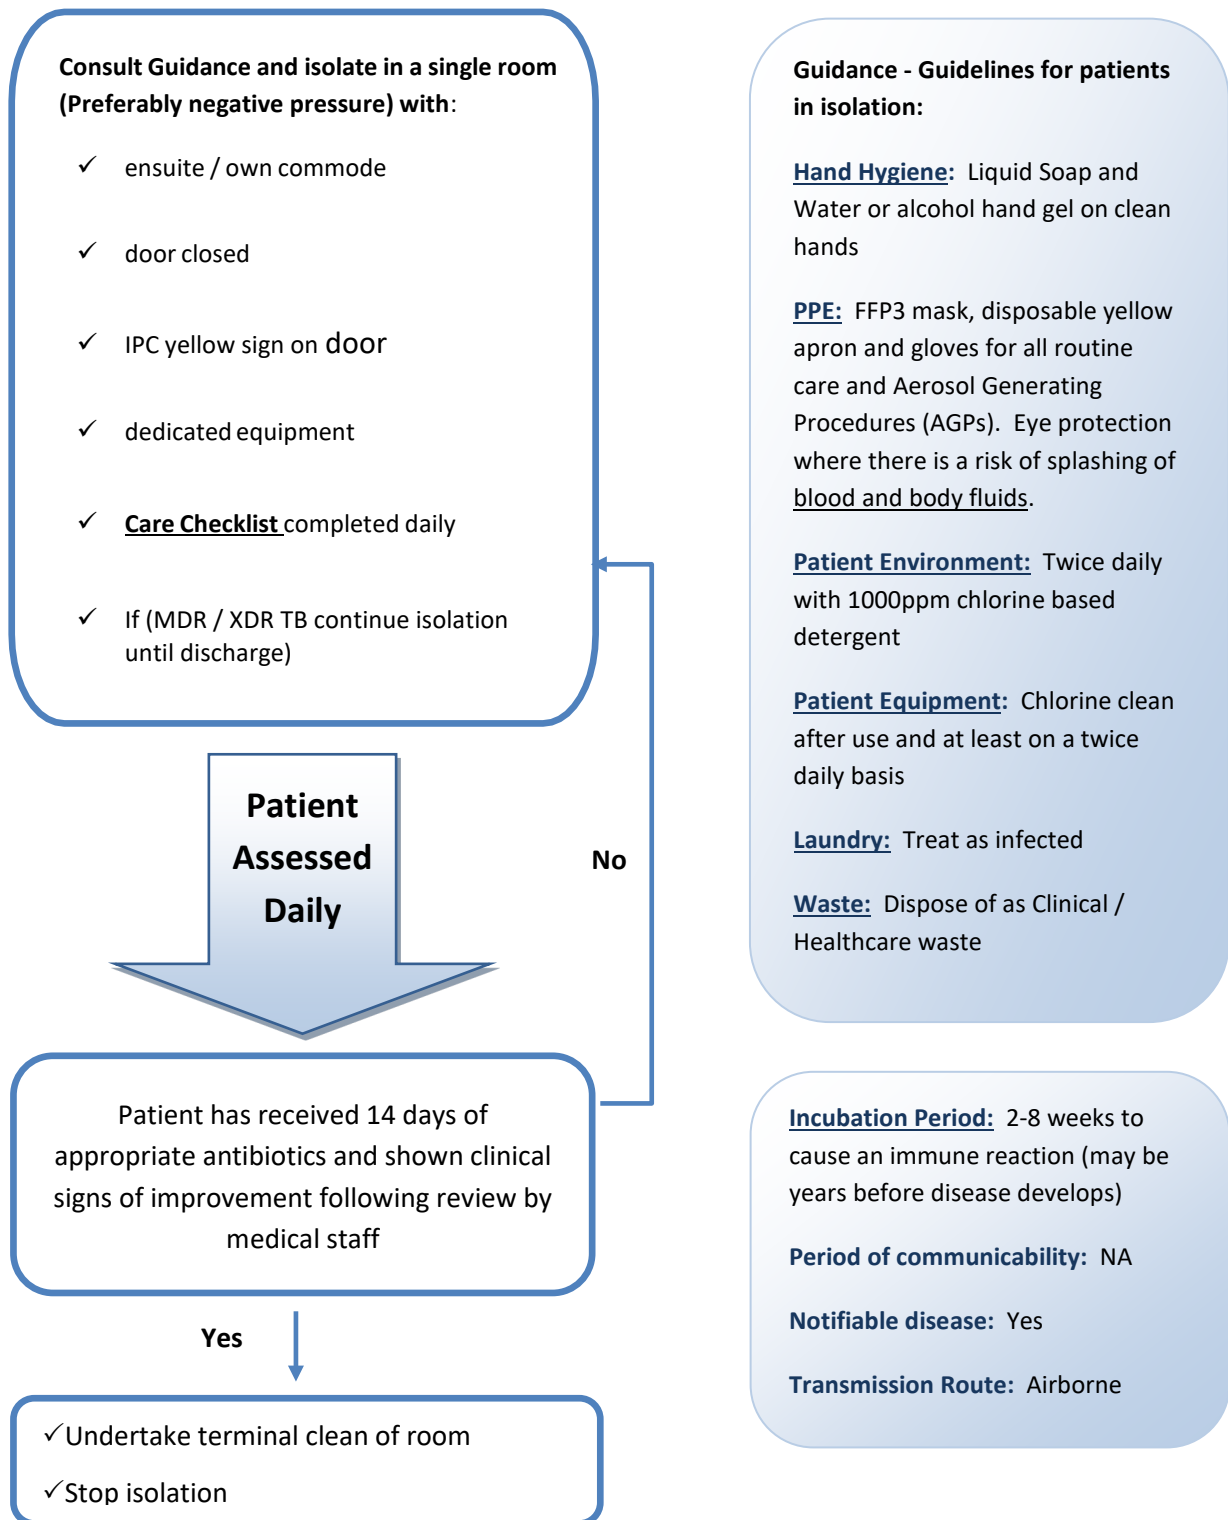 Consult Guidance and isolate in a single room
(Preferably negative pressure) with:
✓ ensuite / own commode
✓ door closed
✓ IPC yellow sign on door
✓ dedicated equipment
✓ Care Checklist completed daily
✓ If (MDR / XDR TB continue isolation
until discharge)
Patient
Assessed
Daily
No
Patient has received 14 days of
appropriate antibiotics and shown clinical
signs of improvement following review by
medical staff
Yes
✓Undertake terminal clean of room
✓Stop isolation
Guidance - Guidelines for patients
in isolation:
Hand Hygiene: Liquid Soap and
Water or alcohol hand gel on clean
hands
PPE: FFP3 mask, disposable yellow
apron and gloves for all routine
care and Aerosol Generating
Procedures (AGPs). Eye protection
where there is a risk of splashing of
blood and body fluids.
Patient Environment: Twice daily
with 1000ppm chlorine based
detergent
Patient Equipment: Chlorine clean
after use and at least on a twice
daily basis
Laundry: Treat as infected
Waste: Dispose of as Clinical /
Healthcare waste
Incubation Period: 2-8 weeks to
cause an immune reaction (may be
years before disease develops)
Period of communicability: NA
Notifiable disease: Yes
Transmission Route: Airborne